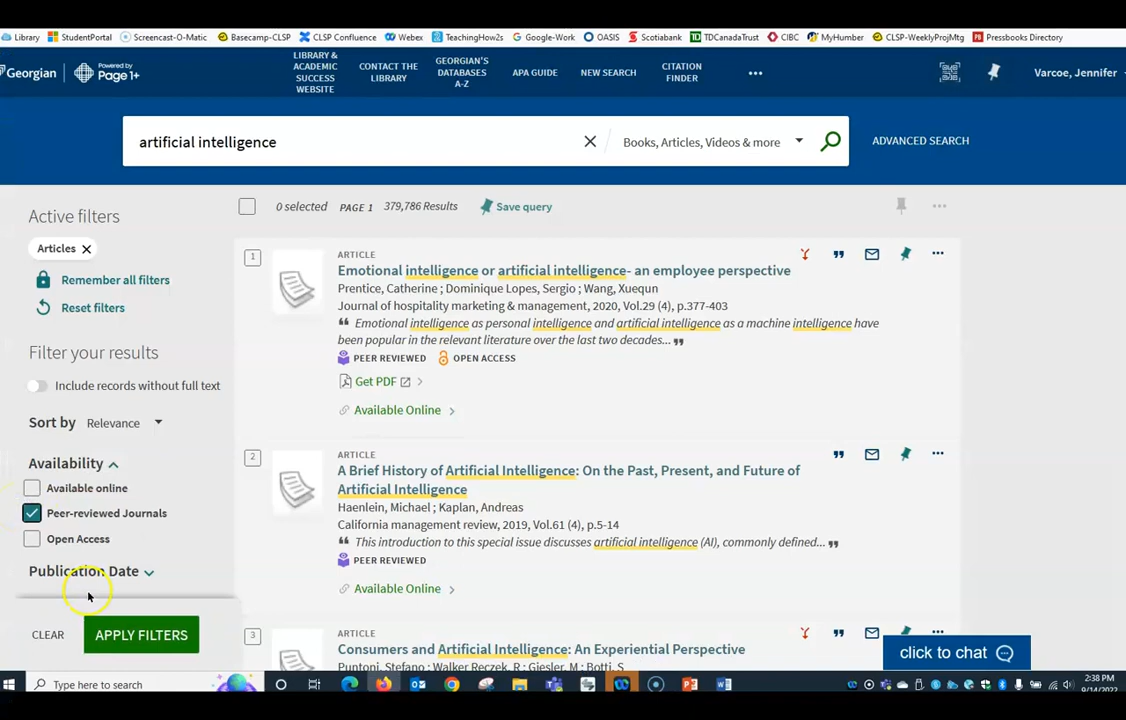 Library StudentPortal Screencast-O-Matic Basecamp-CLSP CLSP Confluence Webex TeachingHow2s Google-Work OASIS Scotiabank TDCanadaTrust CIBC MyHumber CLSP-WeeklyProjMtg Pressbooks Directory
Georgian
Powered by
Page 1+
LIBRARY &
ACADEMIC
SUCCESS
WEBSITE
CONTACT THE
LIBRARY
GEORGIAN'S
DATABASES
A-Z
APA GUIDE
NEW SEARCH
CITATION
FINDER
Varcoe, Jennifer
artificial intelligence
Books, Articles, Videos & more
ADVANCED SEARCH
Active filters
Articles
Remember all filters
Reset filters
Filter your results
Include records without full text
Sort by Relevance
Availability
Available online
Peer-reviewed Journals
Open Access
Publication Date
CLEAR
APPLY FILTERS
0 selected PAGE 1 379,786 Results Save query
1
ARTICLE
Emotional intelligence or artificial intelligence- an employee perspective
Prentice, Catherine ; Dominique Lopes, Sergio ; Wang, Xuequn
Journal of hospitality marketing & management, 2020, Vol.29 (4), p.377-403
❝ Emotional intelligence as personal intelligence and artificial intelligence as a machine intelligence have
been popular in the relevant literature over the last two decades... ❞
PEER REVIEWED OPEN ACCESS
Get PDF
Available Online
2
ARTICLE
A Brief History of Artificial Intelligence: On the Past, Present, and Future of
Artificial Intelligence
Haenlein, Michael ; Kaplan, Andreas
California management review, 2019, Vol.61 (4), p.5-14
❝ This introduction to this special issue discusses artificial intelligence (AI), commonly defined... ❞
PEER REVIEWED
Available Online
3
ARTICLE
Consumers and Artificial Intelligence: An Experiential Perspective
Puntoni, Stefano ; Walker Reczek, R ; Giesler, M ; Botti, S
click to chat
Type here to search
2:38 PM
9/14/2022